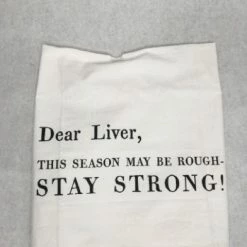 Dear Liver,
THIS SEASON MAY BE ROUGH-
STAY STRONG!